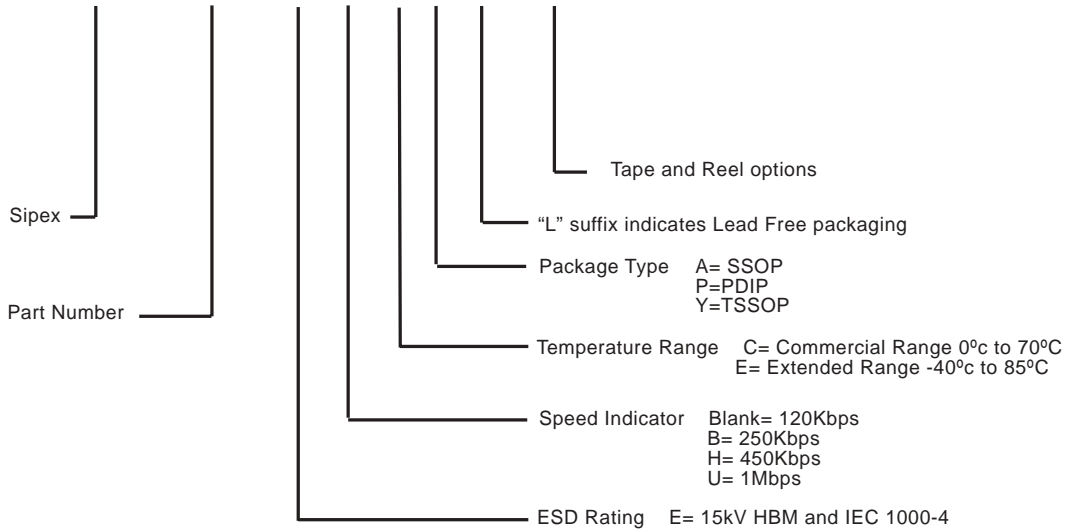 Tape and Reel options
Sipex
“L” suffix indicates Lead Free packaging
Package Type A= SSOP
P=PDIP
Y=TSSOP
Part Number
Temperature Range C= Commercial Range 0ºc to 70ºC
E= Extended Range -40ºc to 85ºC
Speed Indicator Blank= 120Kbps
B= 250Kbps
H= 450Kbps
U= 1Mbps
ESD Rating E= 15kV HBM and IEC 1000-4